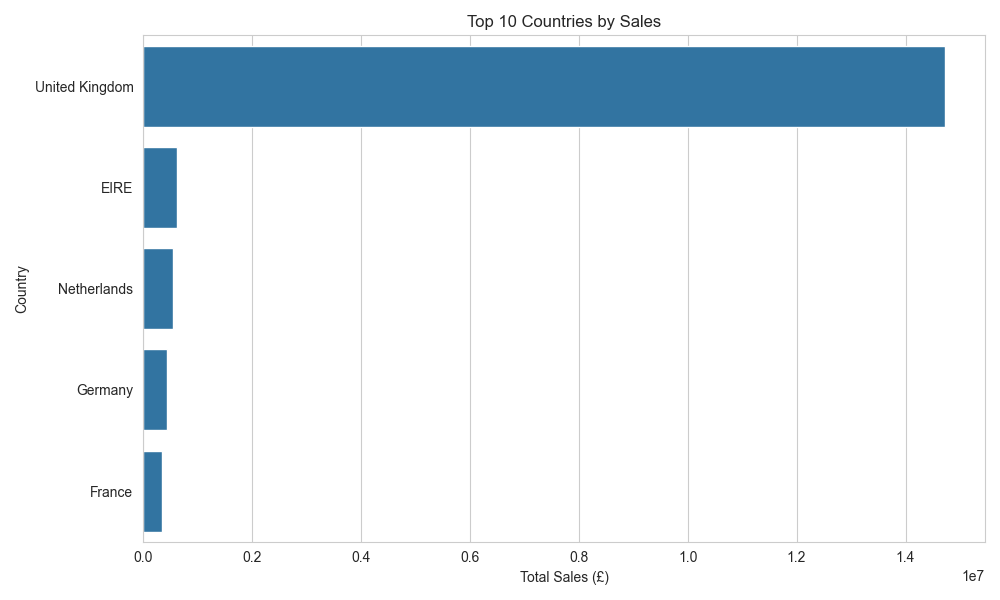 Top 10 Countries by Sales
United Kingdom
EIRE
Netherlands
Germany
France
Country
0.0 0.2 0.4 0.6 0.8 1.0 1.2 1.4
1e7
Total Sales (£)